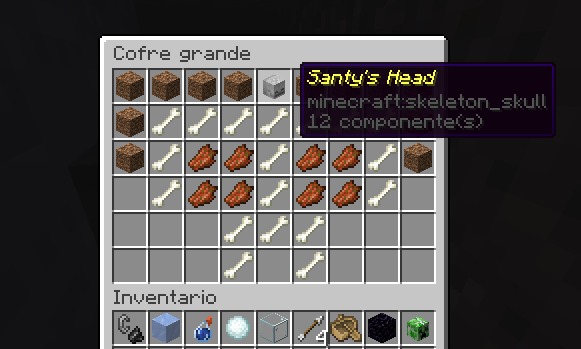 Cofre grande
Santy's Head
minecraft:skeleton_skull
12 componente(s)
Inventario
4